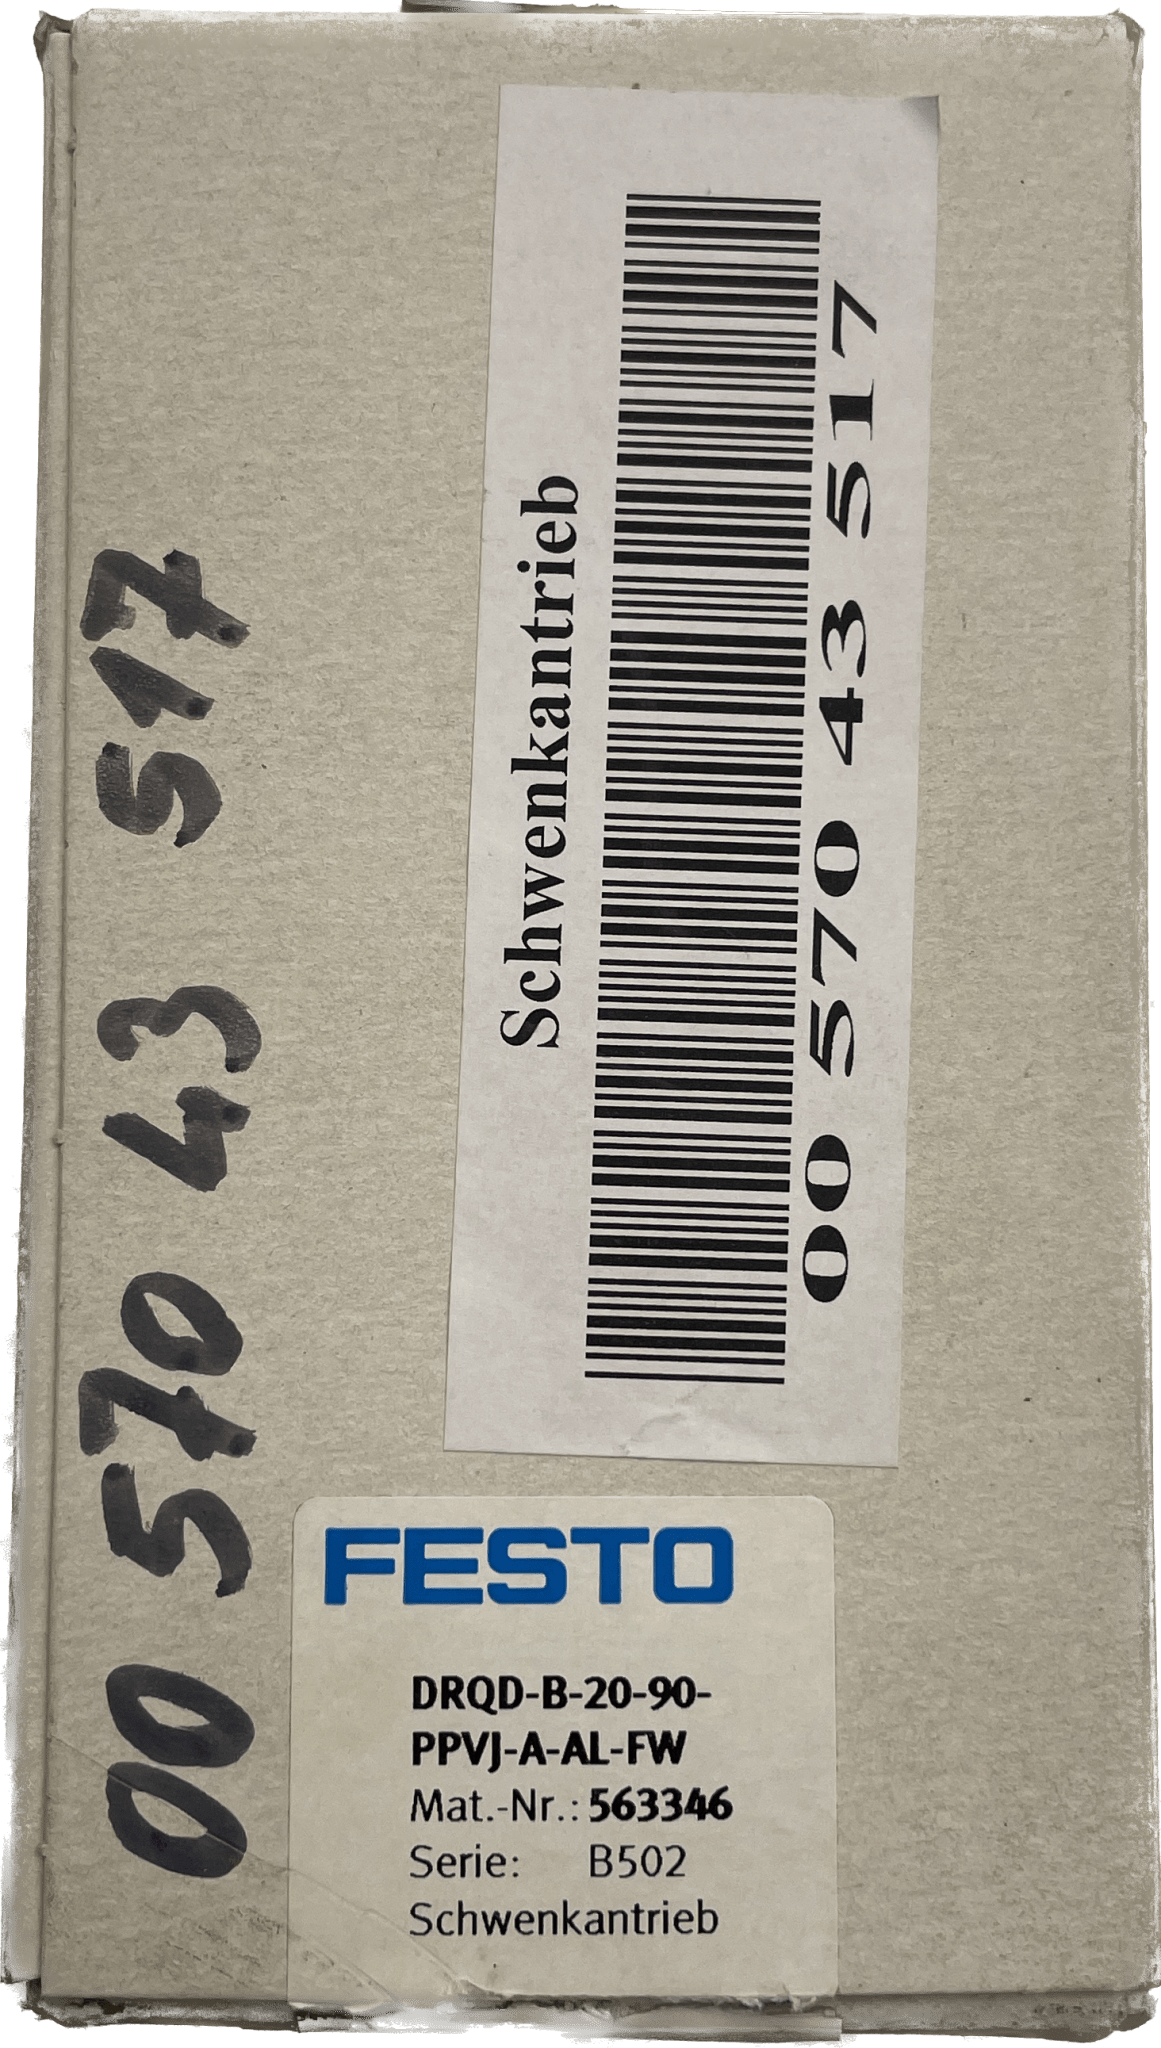 00 570 43 517
Schwenkantrieb
00 570 43 517
FESTO
DRQD-B-20-90-
PPVJ-A-AL-FW
Mat.-Nr.: 563346
Serie: B502
Schwenkantrieb